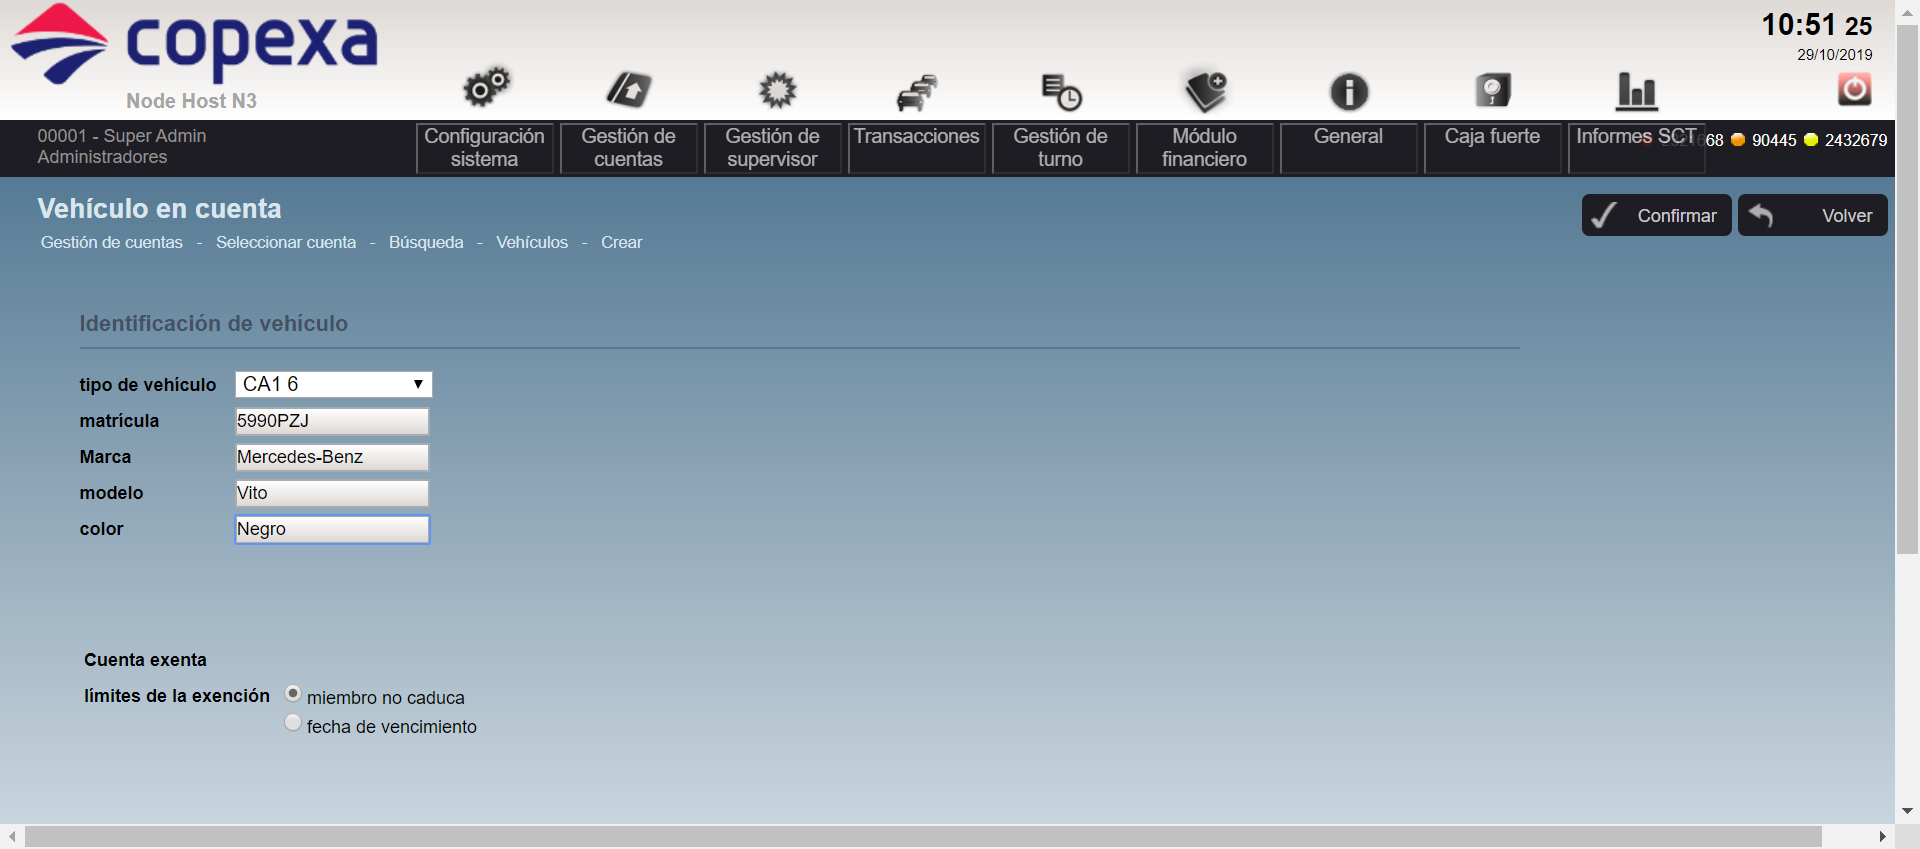 copexa
Node Host N3
10:51 25
29/10/2019
00001 - Super Admin
Administradores
Configuración
sistema
Gestión de
cuentas
Gestión de
supervisor
Transacciones
Gestión de
turno
Módulo
financiero
General
Caja fuerte
Informes SCT
68
90445
2432679
Vehículo en cuenta
Gestión de cuentas - Seleccionar cuenta - Búsqueda - Vehículos - Crear
Confirmar
Volver
Identificación de vehículo
tipo de vehículo CA1 6
matrícula 5990PZJ
Marca Mercedes-Benz
modelo Vito
color Negro
Cuenta exenta
límites de la exención miembro no caduca
fecha de vencimiento